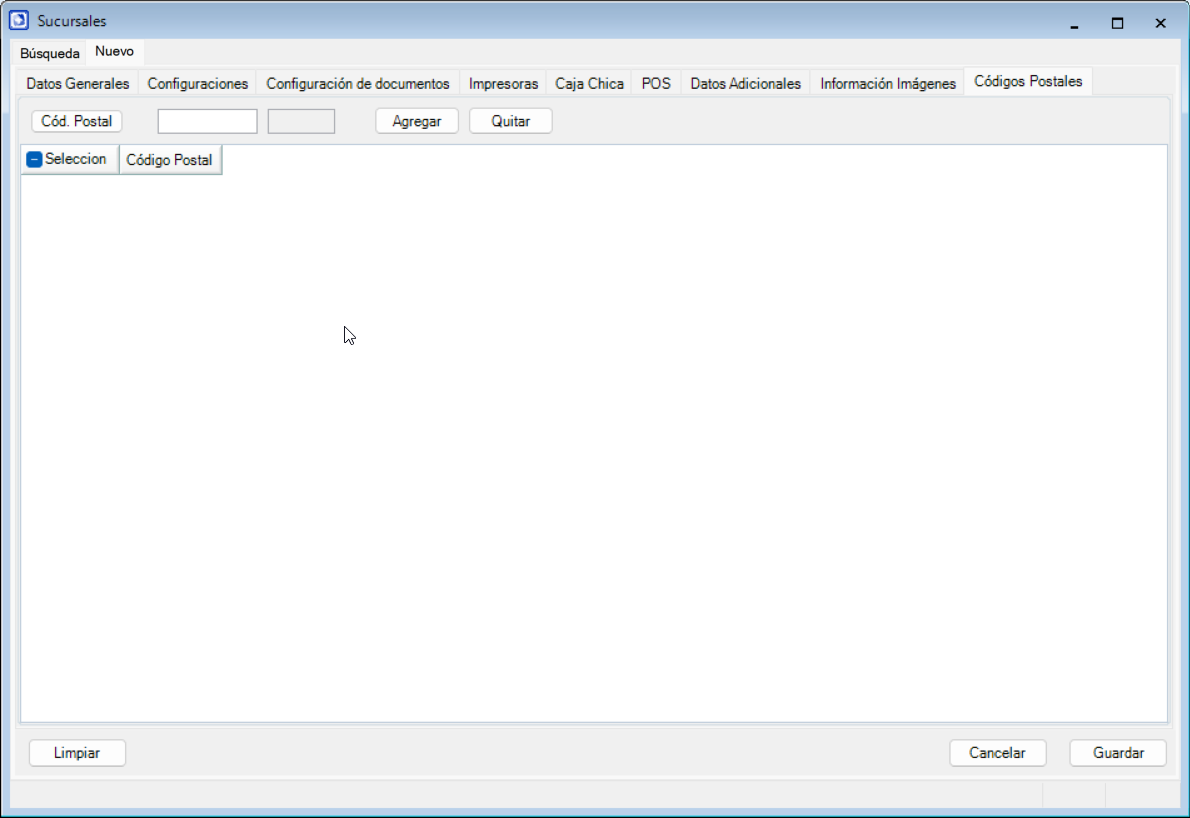 Sucursales
Búsqueda Nuevo
Datos Generales Configuraciones Configuración de documentos Impresoras Caja Chica POS Datos Adicionales Información Imágenes Códigos Postales
Cód. Postal Agregar Quitar
Seleccion Código Postal
Limpiar Cancelar Guardar